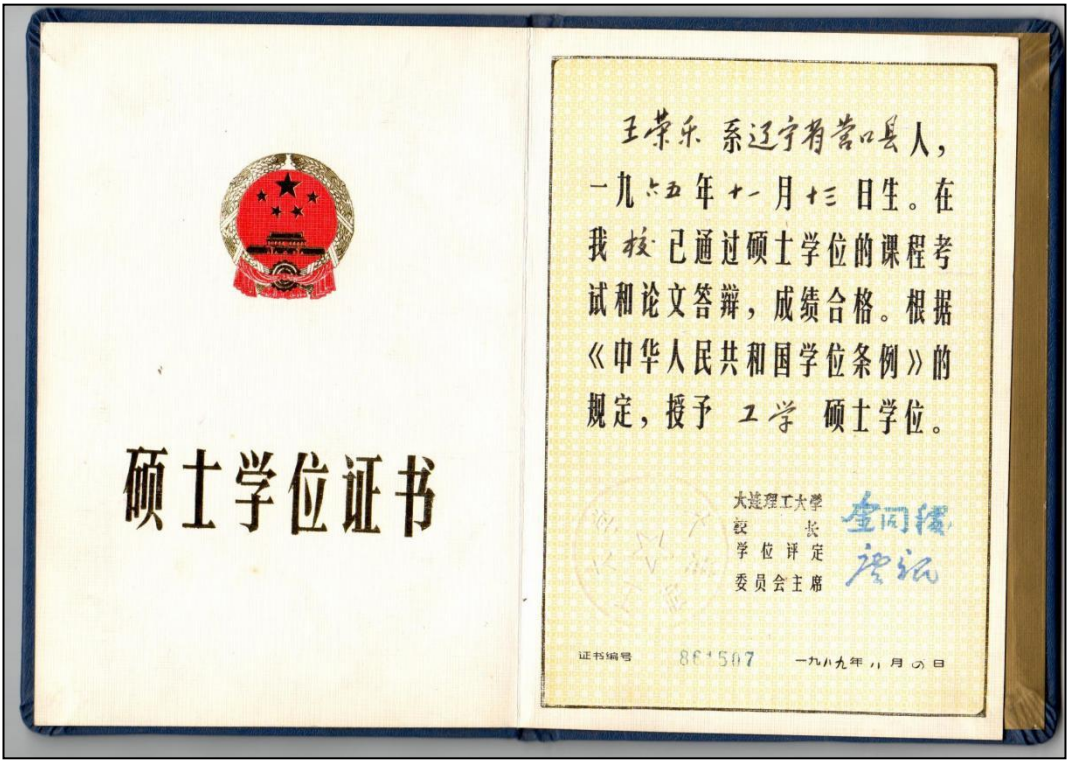 硕士学位证书
王荣乐 系辽宁省营口县人，
一九六五年十一月十三日生。在
我校已通过硕士学位的课程考
试和论文答辩，成绩合格。根据
《中华人民共和国学位条例》的
规定，授予 工学 硕士学位。
大连理工大学
校长
学位评定
委员会主席
证书编号 861507 一九八九年八月四日